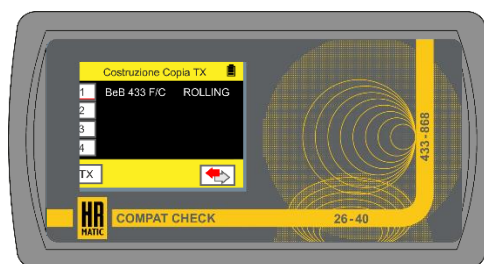 Costruzione Copia TX
1 BeB 433 F/C ROLLING
2
3
4
TX
433-868
HR
MATIC
COMPAT CHECK
26-40